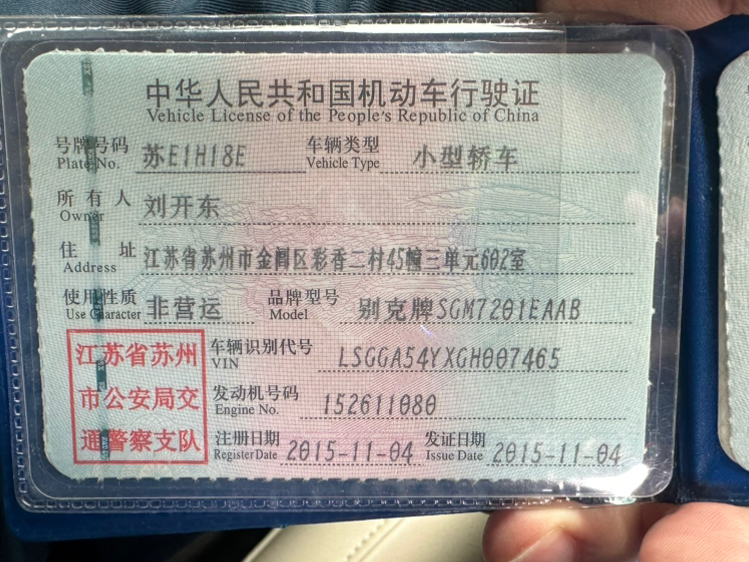 中华人民共和国机动车行驶证
Vehicle License of the People's Republic of China
号牌号码 苏E1H18E 车辆类型 小型轿车
Plate No. Vehicle Type
所有人 刘开东
Owner
住址 江苏省苏州市金阊区彩香二村45幢三单元602室
Address
使用性质 非营运 品牌型号 别克牌SGM7201EAAB
Use Character Model
江苏省苏州 车辆识别代号 LSGGA54YXGH007465
VIN
市公安局交 发动机号码 152611080
Engine No.
通警察支队 注册日期 2015-11-04 发证日期 2015-11-04
Register Date Issue Date